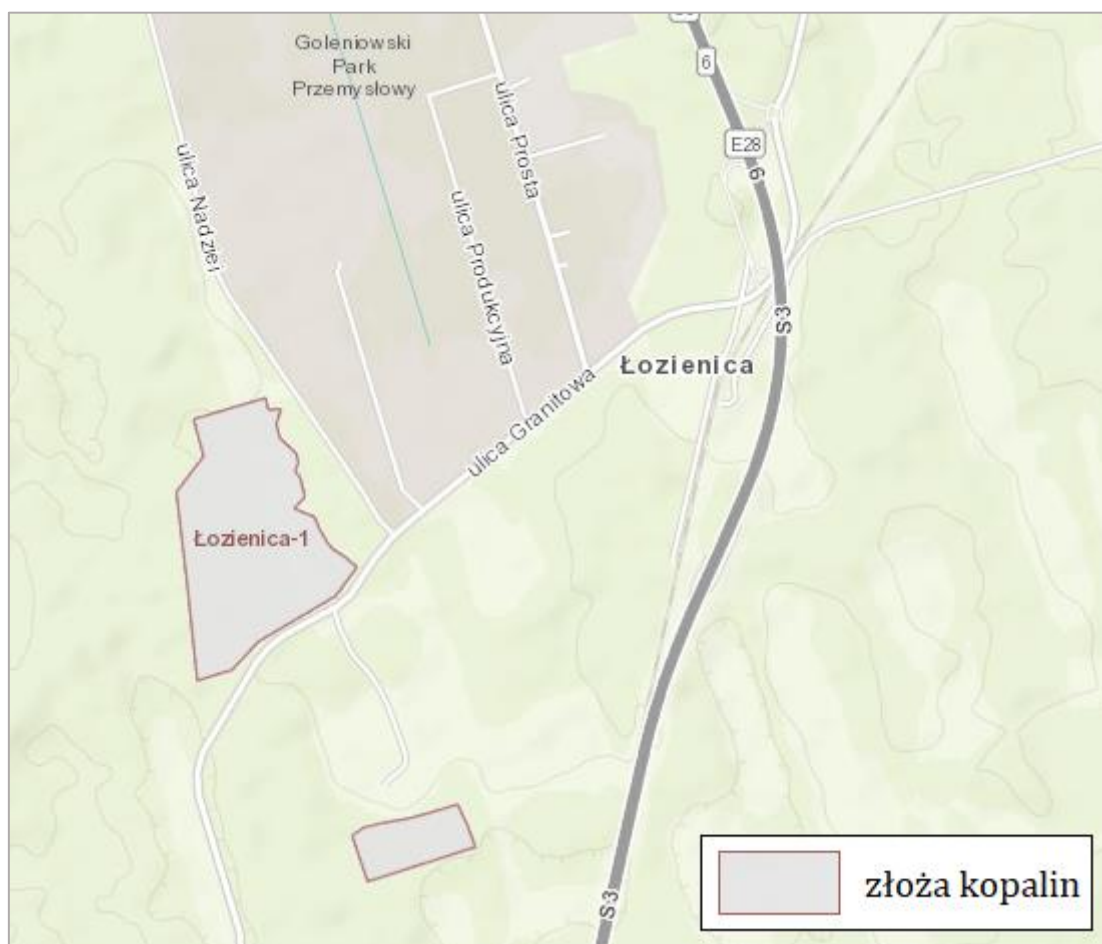 Goleniowski
Park
Przemysłowy
6
E28
6
ulica Nadziei
ulica Produkcyjna
ulica Prosta
S3
Łozienica
ulica Granitowa
Łozienica-1
złoża kopalin
S3